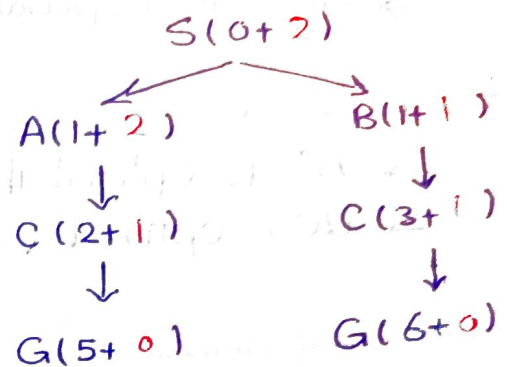 S(0+2)
A(1+2) B(1+1)
C(2+1) C(3+1)
G(5+0) G(6+0)